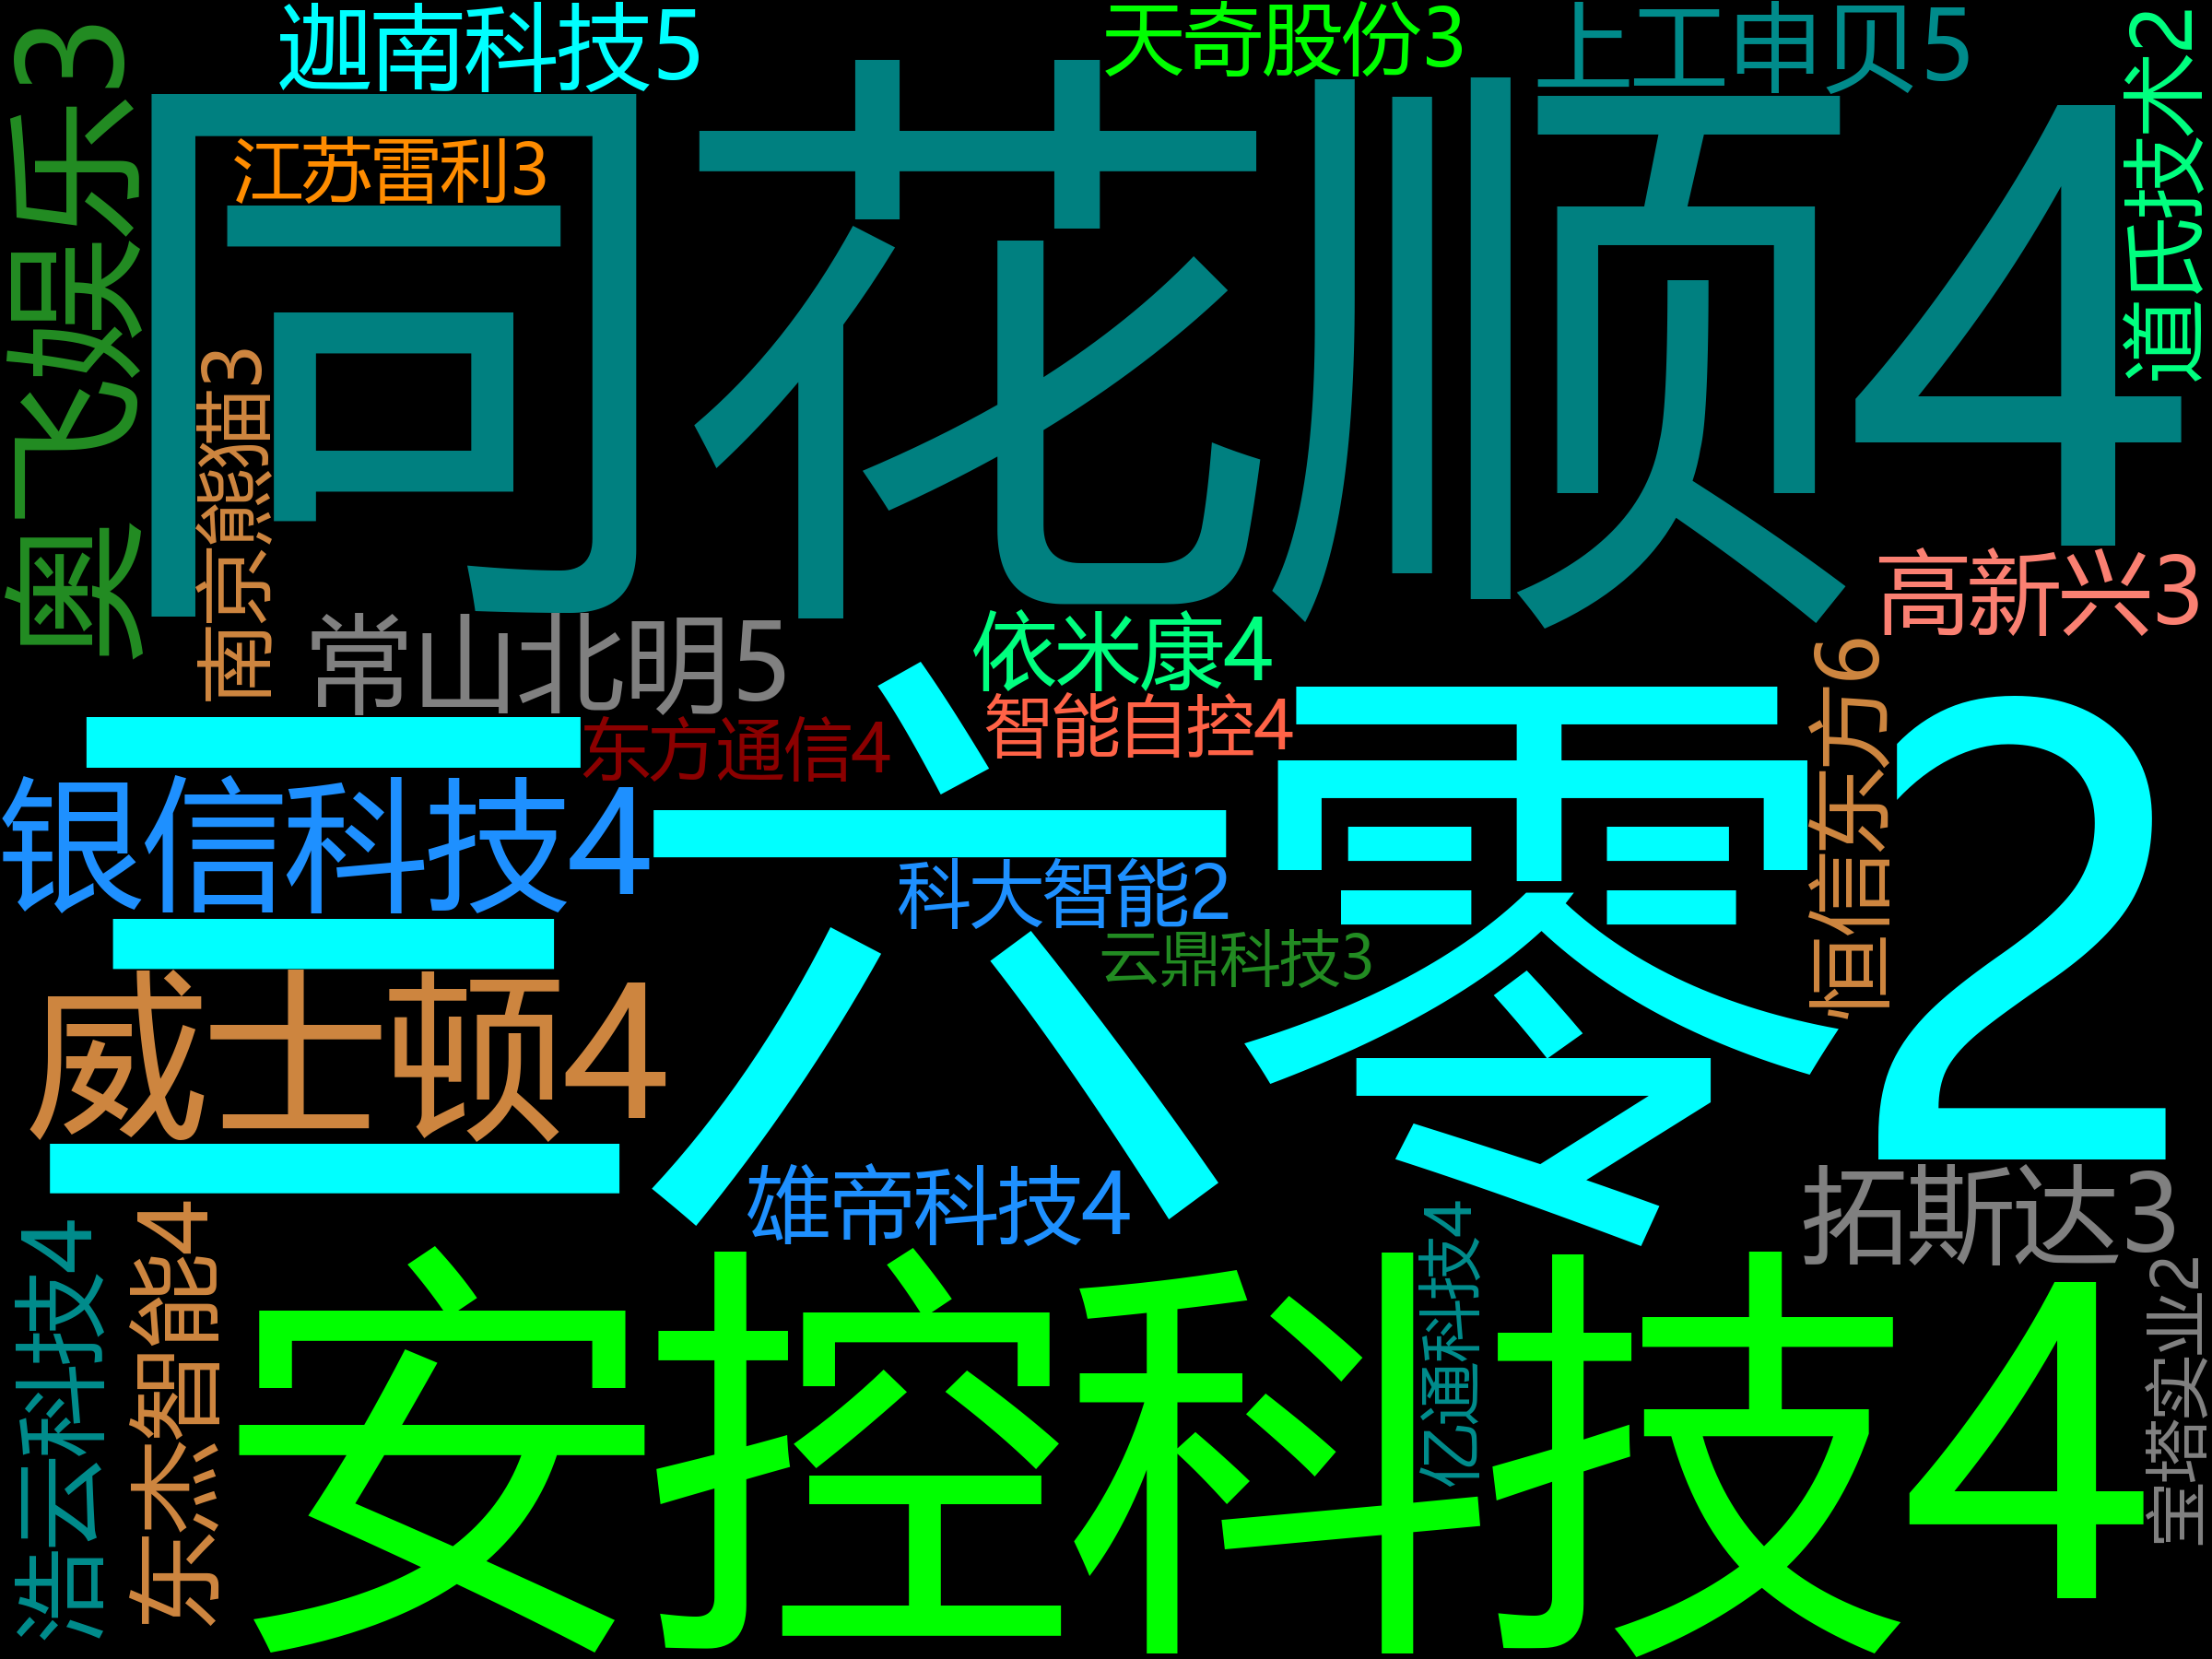 迦南科技5
天奇股份3
上工申贝5
道氏技术2
奥飞娱乐3
同花顺4
江苏雷利3
南京熊猫3
高新兴3
常山北明5
依米康4
恒信东方6
智能自控4
东方通信4
三六零2
银信科技4
科大智能2
云鼎科技3
威士顿4
雄帝科技4
拓斯达3
浩云科技4
东杰智能4
亿通科技4
宝塔实业2
安控科技4